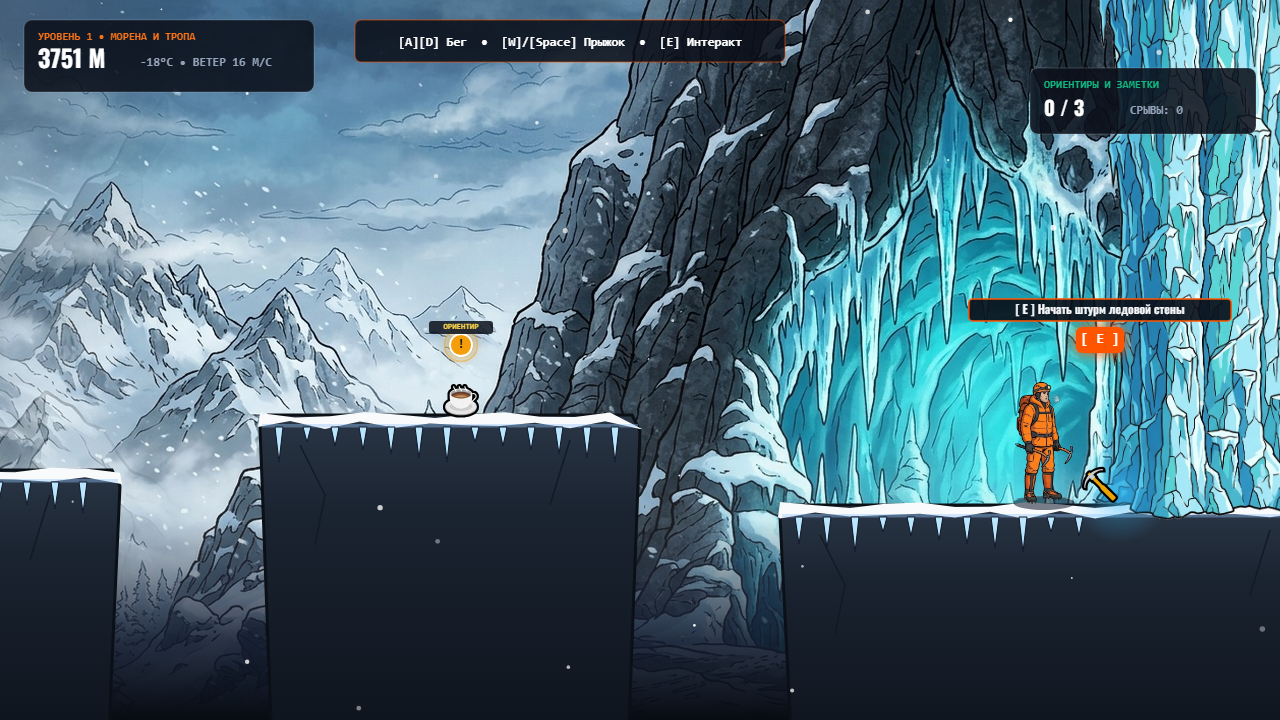 УРОВЕНЬ 1 • МОРЕНА И ТРОПА
3751 М
-18°C • ВЕТЕР 16 М/С
[A][D] Бег • [W]/[Space] Прыжок • [E] Интеракт
ОРИЕНТИРЫ И ЗАМЕТКИ
0 / 3
СРЫВЫ: 0
[ E ] Начать штурм ледовой стены
[ E ]
ОРИЕНТИР
!